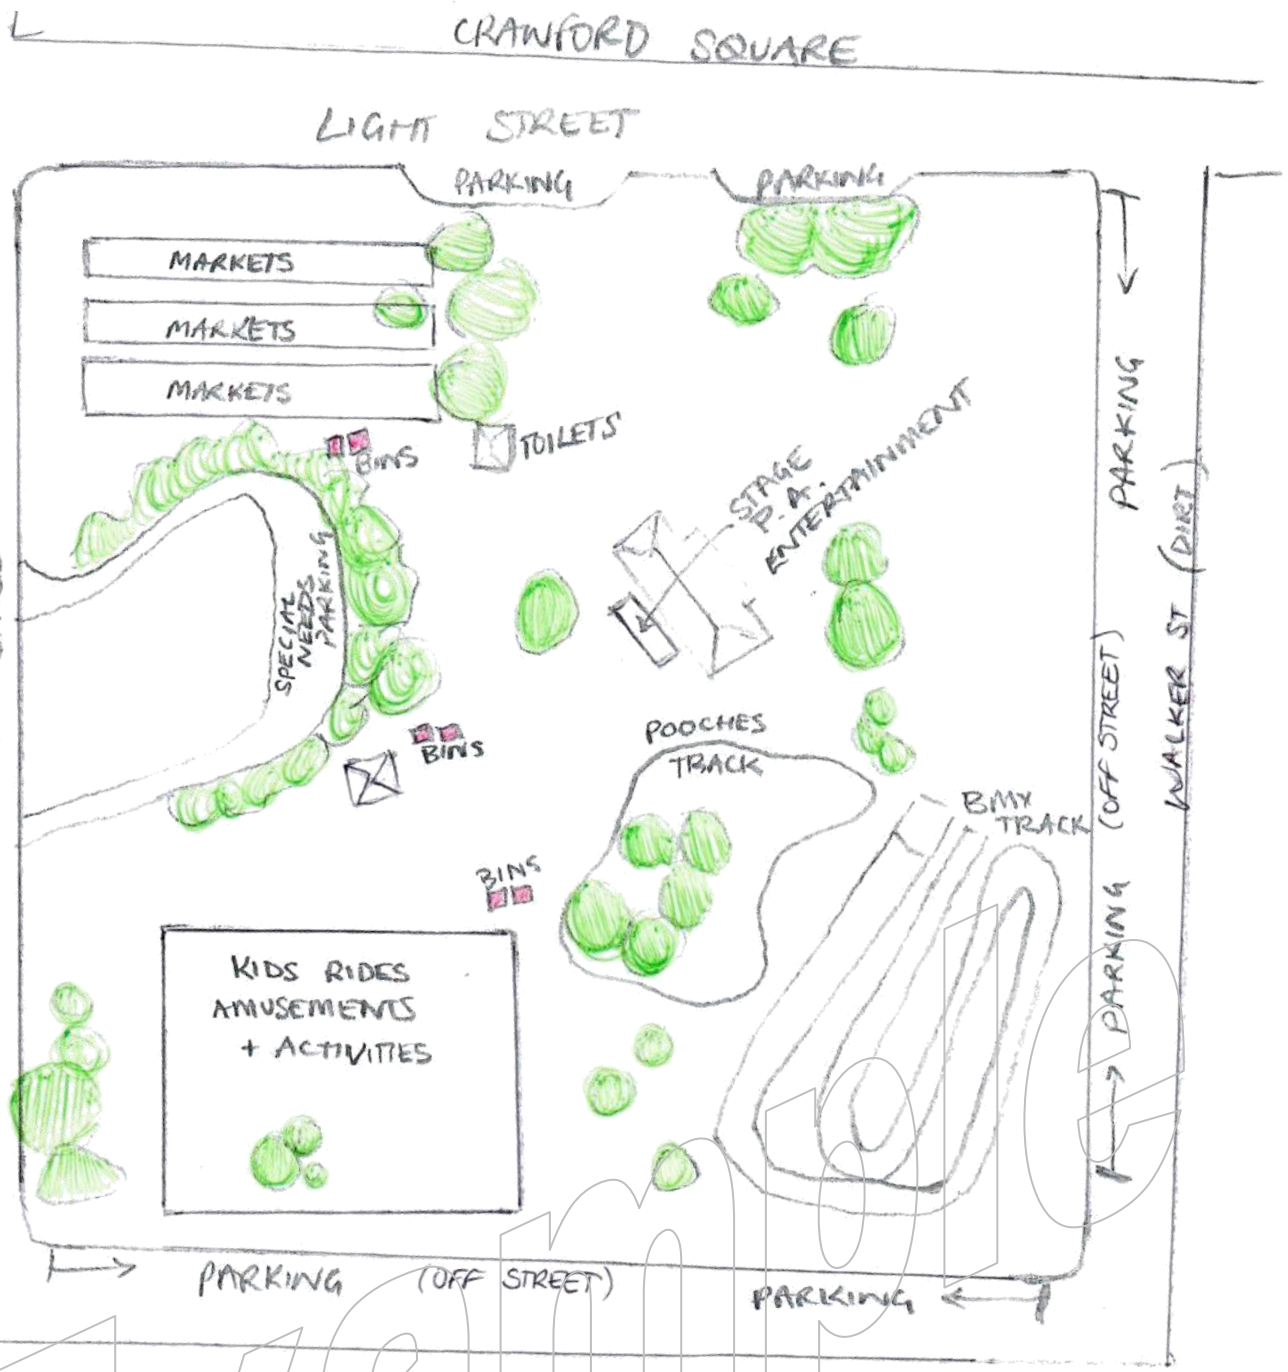 CRAWFORD SQUARE
LIGHT STREET
PARKING
PARKING
MARKETS
MARKETS
MARKETS
BINS
TOILETS
STAGE
P.A.
ENTERTAINMENT
PARKING
(OFF STREET)
PARKING
WALKER ST (DIRT)
SPECIAL
NEEDS
PARKING
BINS
POOCHES
TRACK
BMX
TRACK
BINS
KIDS RIDES
AMUSEMENTS
+ ACTIVITIES
PARKING (OFF STREET)
PARKING
ample